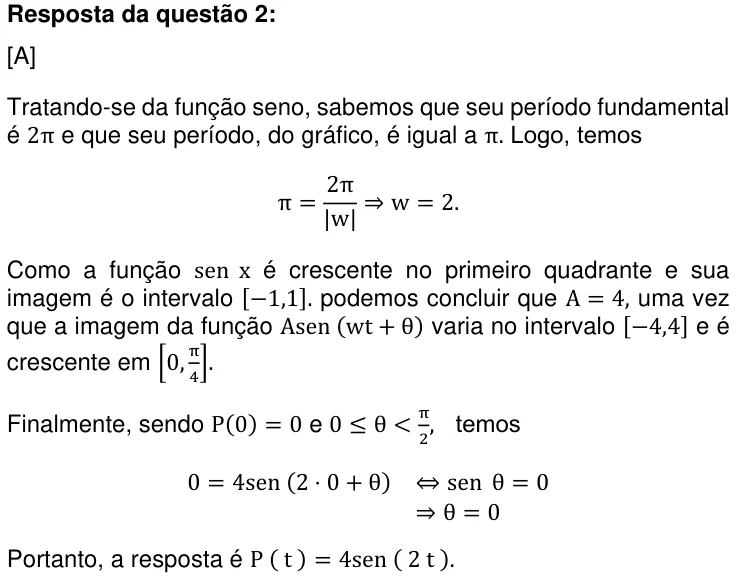 Resposta da questão 2:
[A]
Tratando-se da função seno, sabemos que seu período fundamental
é 2π e que seu período, do gráfico, é igual a π. Logo, temos
π = 2π/|w| ⇒ w = 2.
Como a função sen x é crescente no primeiro quadrante e sua
imagem é o intervalo [−1,1]. podemos concluir que A = 4, uma vez
que a imagem da função Asen (wt + θ) varia no intervalo [−4,4] e é
crescente em [0, π/4].
Finalmente, sendo P(0) = 0 e 0 ≤ θ < π/2, temos
0 = 4sen (2 · 0 + θ) ⇔ sen θ = 0
⇒ θ = 0
Portanto, a resposta é P ( t ) = 4sen ( 2 t ).